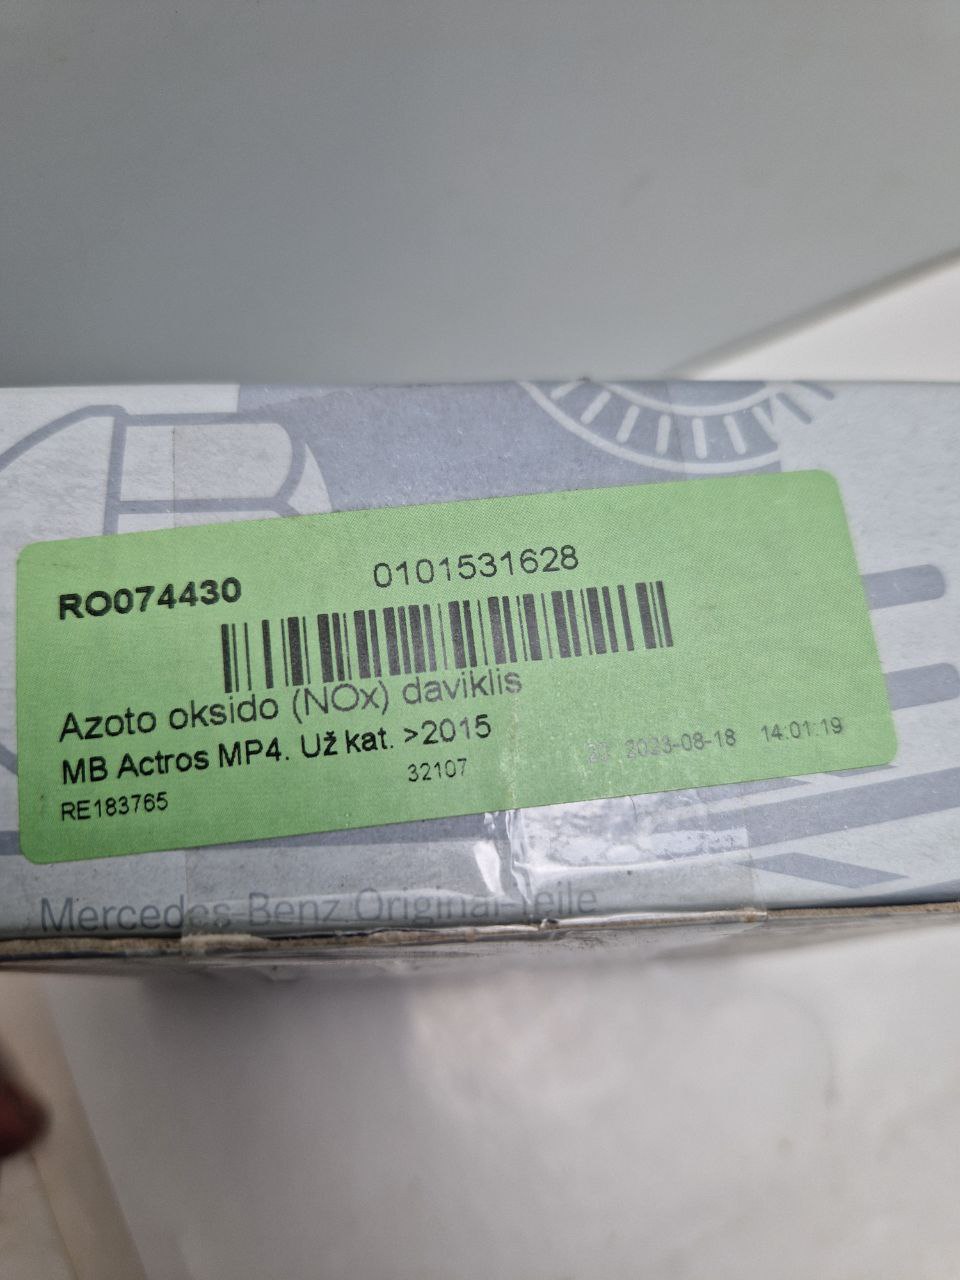 RO074430
0101531628
Azoto oksido (NOx) daviklis
MB Actros MP4. Už kat. >2015
RE183765
32107
2023-08-18 14:01:19
Mercedes-Benz Original-Teile